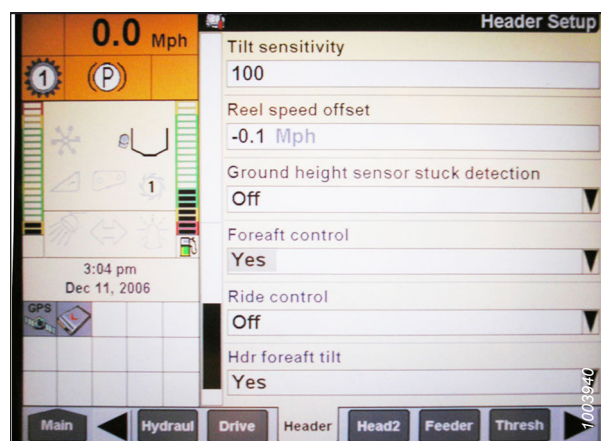 Header Setup
0.0 Mph
1
(P)
1
3:04 pm
Dec 11, 2006
GPS
Tilt sensitivity
100
Reel speed offset
-0.1 Mph
Ground height sensor stuck detection
Off
Foreaft control
Yes
Ride control
Off
Hdr foreaft tilt
Yes
Main
Hydraul
Drive
Header
Head2
Feeder
Thresh
1003940